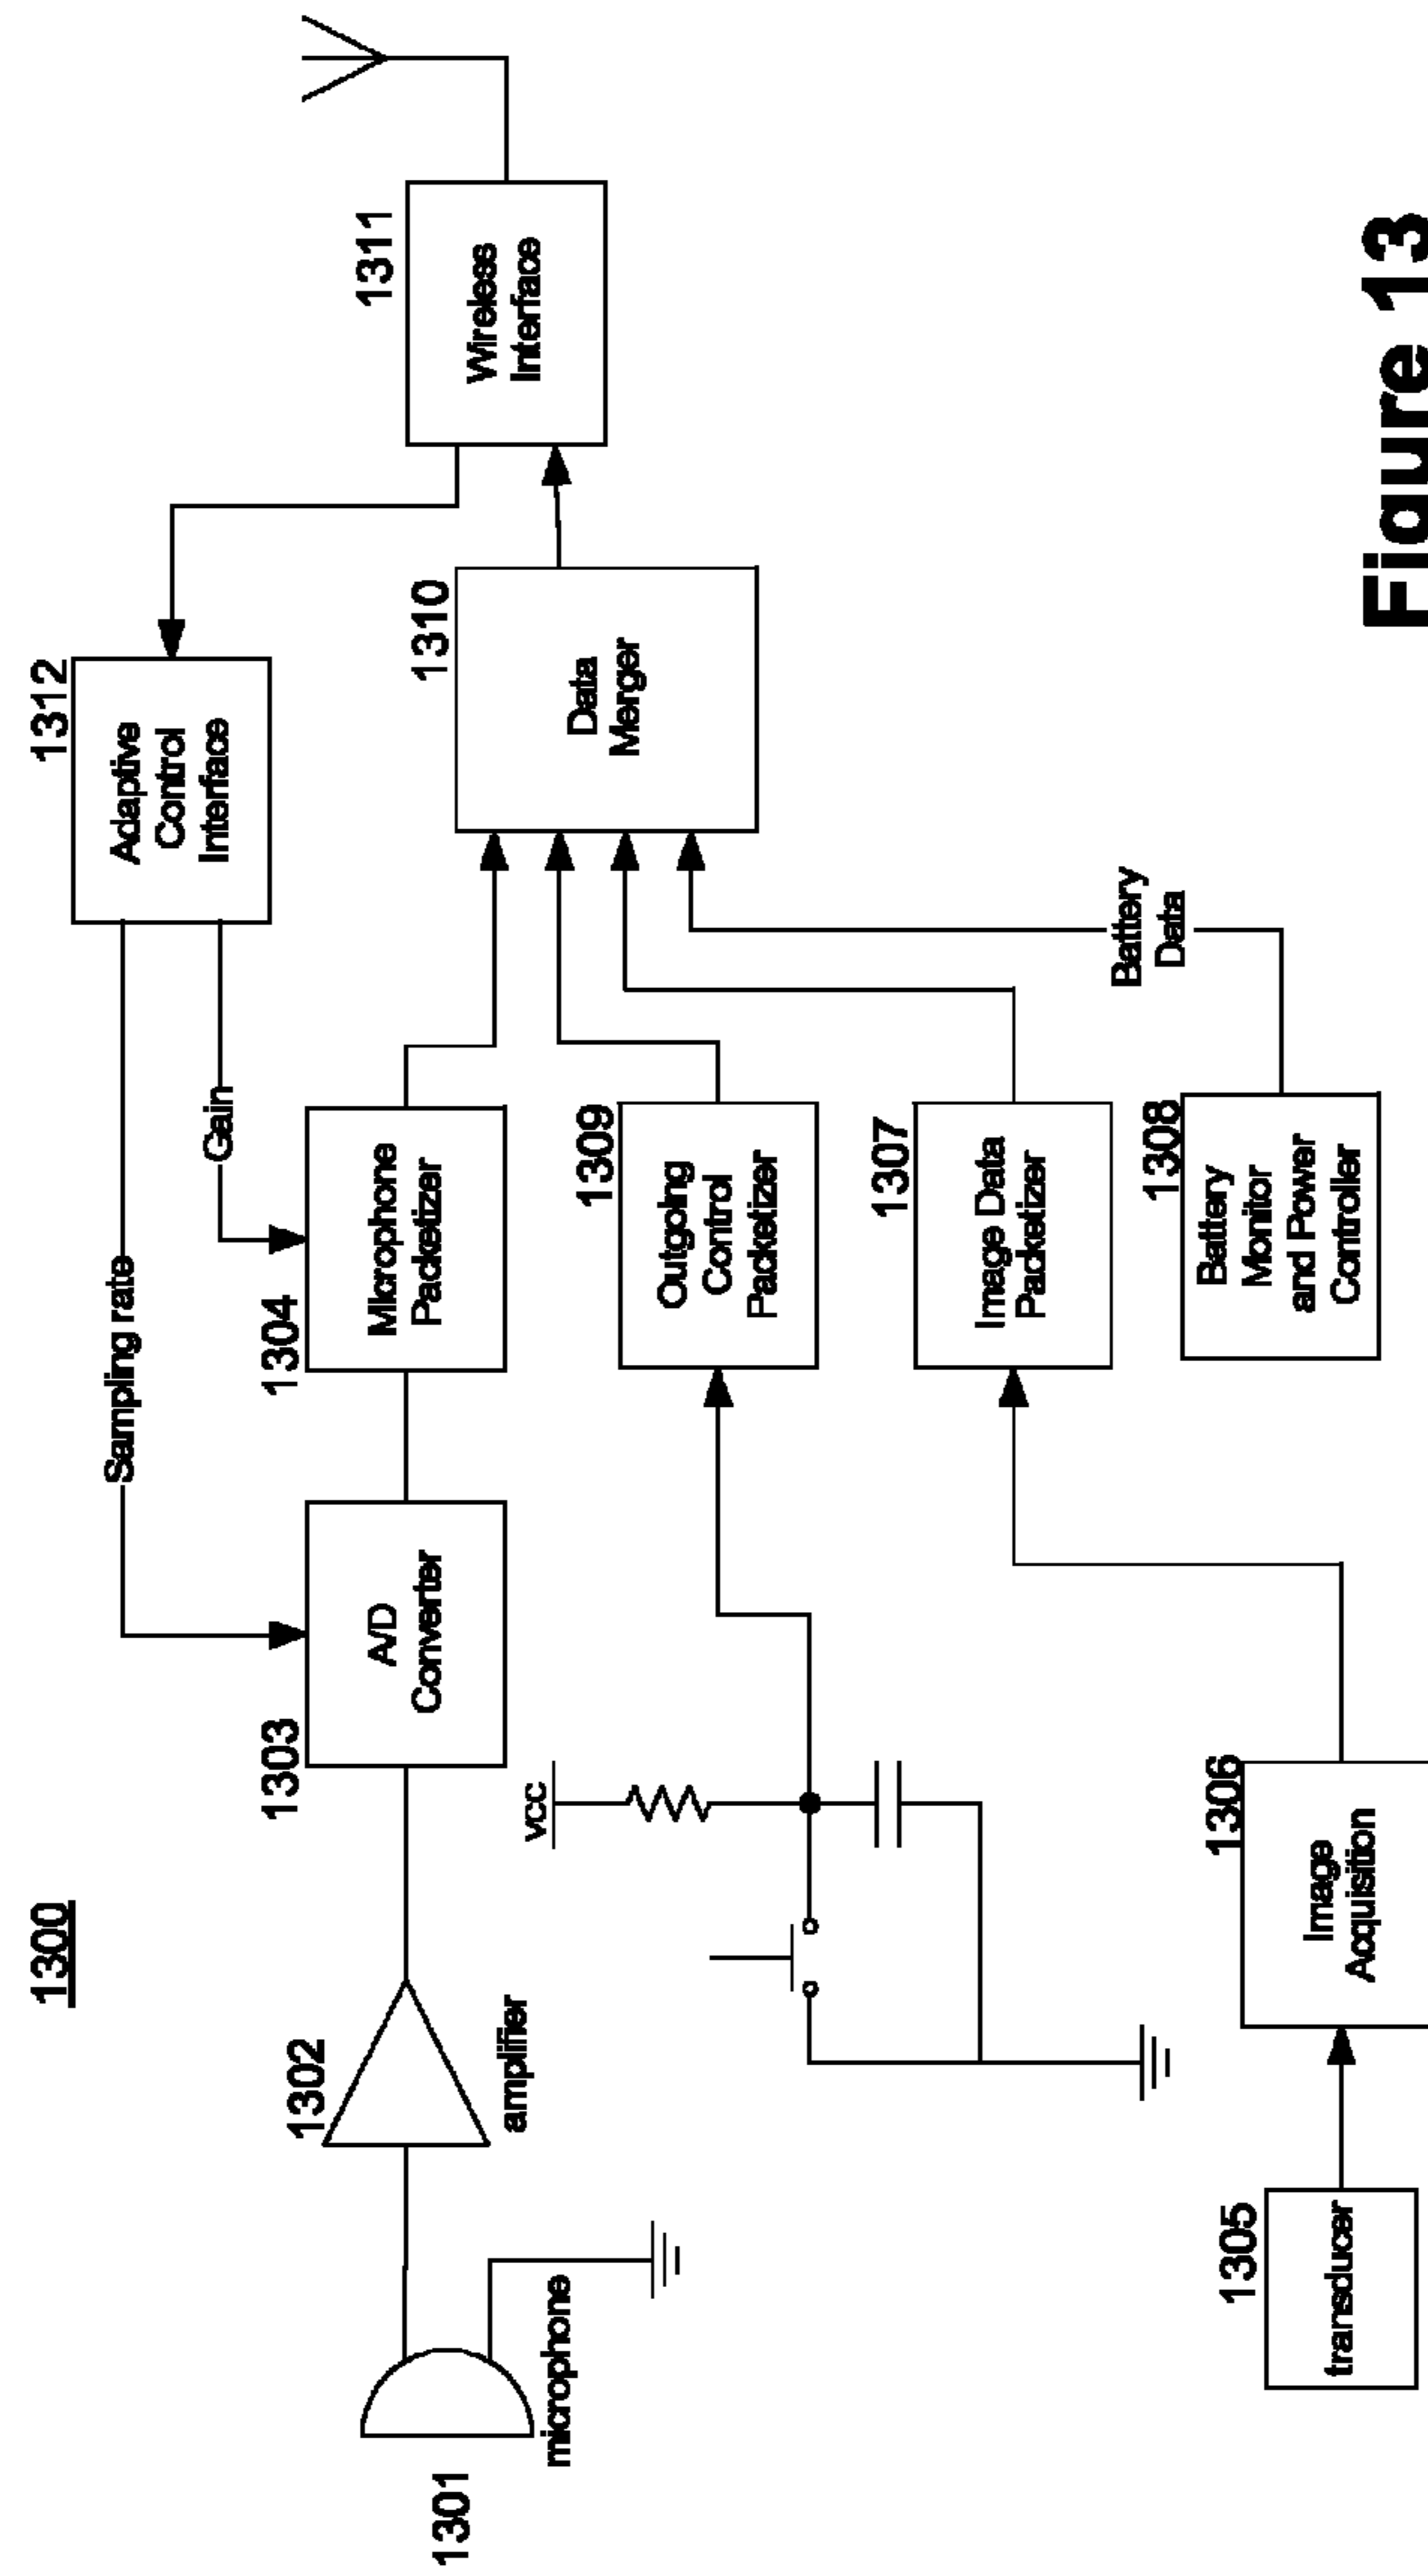 1300
1312
Adaptive
Control
Interface
Sampling rate
Gain
1311
Wireless
Interface
1301
microphone
1302
amplifier
1303
A/D
Converter
1304
Microphone
Packetizer
1310
Data
Merger
VCC
1309
Outgoing
Control
Packetizer
1307
Image Data
Packetizer
Battery
Data
1308
Battery
Monitor
and Power
Controller
1305
transducer
1306
Image
Acquisition
Figure 13